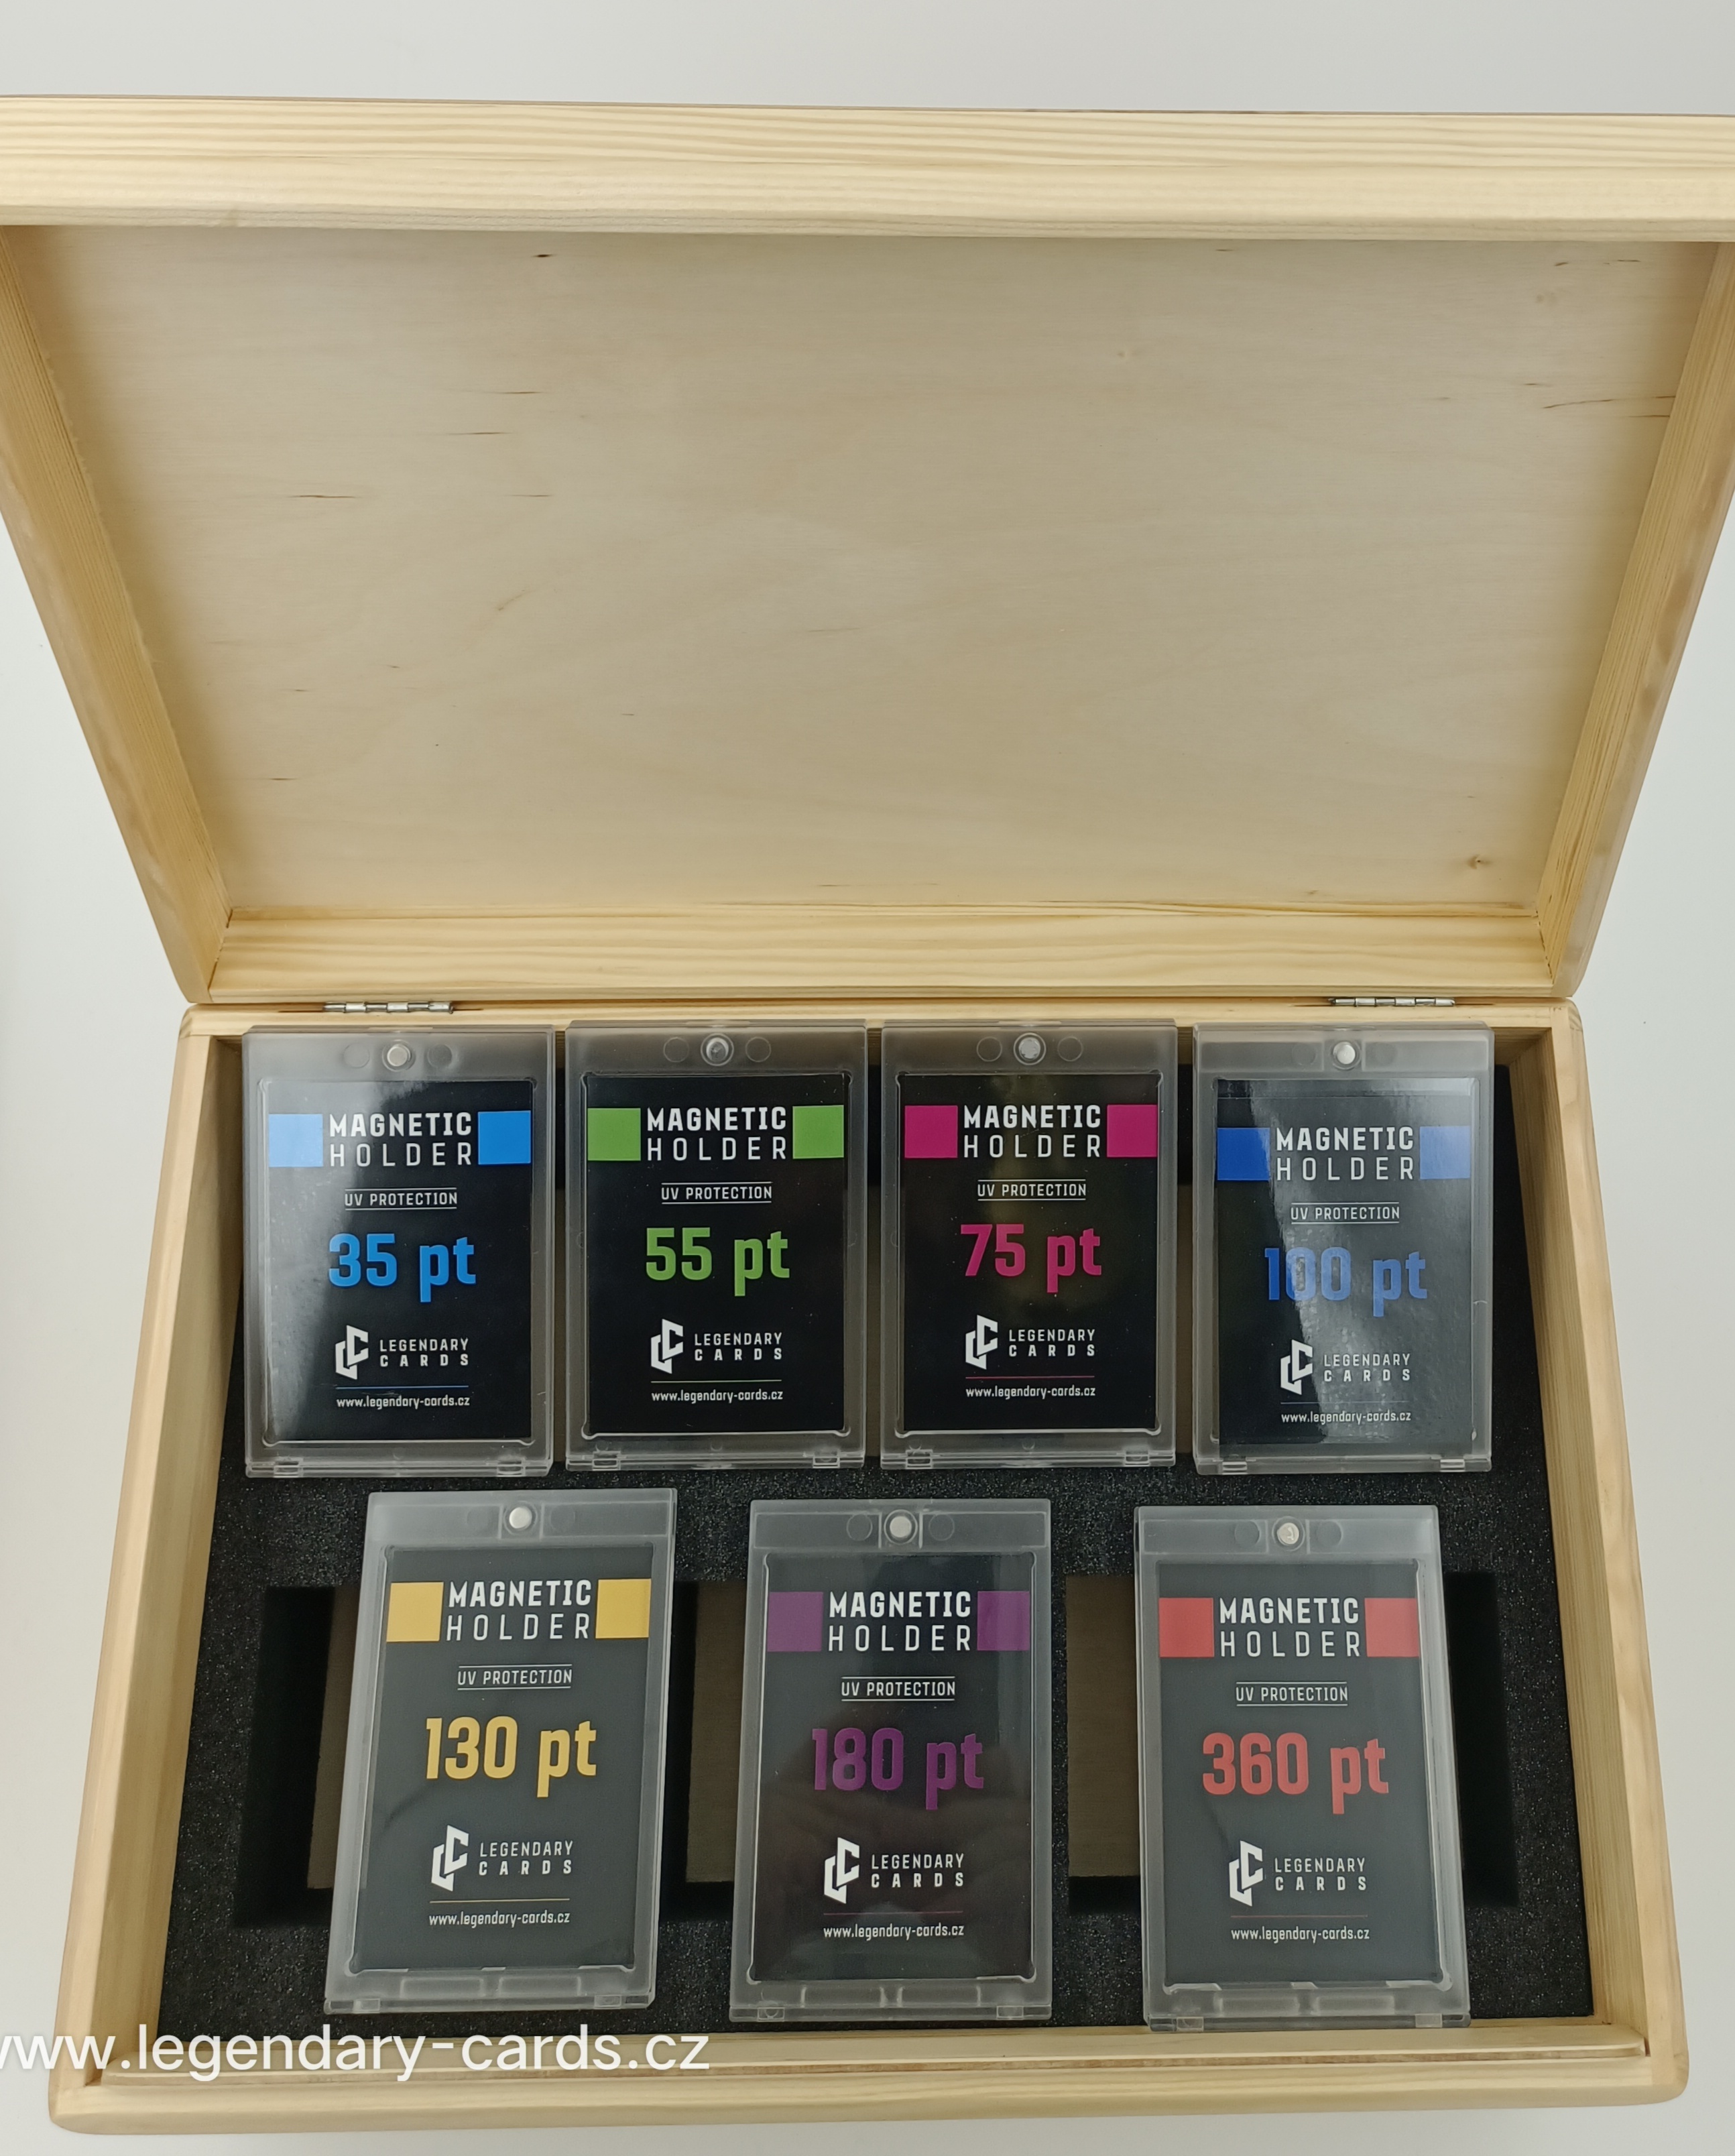 MAGNETIC
HOLDER
UV PROTECTION
35 pt
LEGENDARY
CARDS
www.legendary-cards.cz
MAGNETIC
HOLDER
UV PROTECTION
55 pt
LEGENDARY
CARDS
www.legendary-cards.cz
MAGNETIC
HOLDER
UV PROTECTION
75 pt
LEGENDARY
CARDS
www.legendary-cards.cz
MAGNETIC
HOLDER
UV PROTECTION
100 pt
LEGENDARY
CARDS
www.legendary-cards.cz
MAGNETIC
HOLDER
UV PROTECTION
130 pt
LEGENDARY
CARDS
www.legendary-cards.cz
MAGNETIC
HOLDER
UV PROTECTION
180 pt
LEGENDARY
CARDS
www.legendary-cards.cz
MAGNETIC
HOLDER
UV PROTECTION
360 pt
LEGENDARY
CARDS
www.legendary-cards.cz
www.legendary-cards.cz